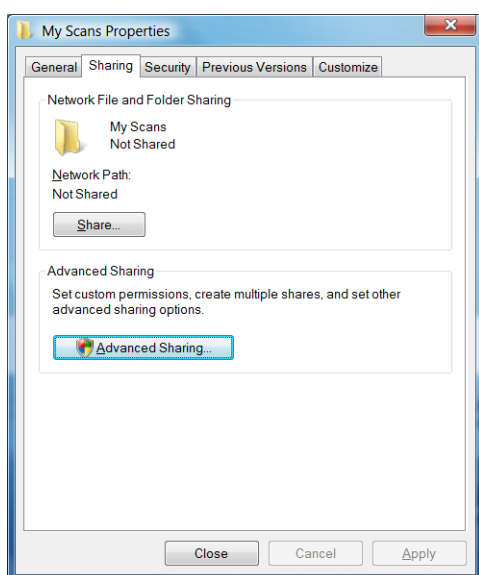 My Scans Properties
General Sharing Security Previous Versions Customize
Network File and Folder Sharing
My Scans
Not Shared
Network Path:
Not Shared
Share...
Advanced Sharing
Set custom permissions, create multiple shares, and set other
advanced sharing options.
Advanced Sharing...
Close Cancel Apply